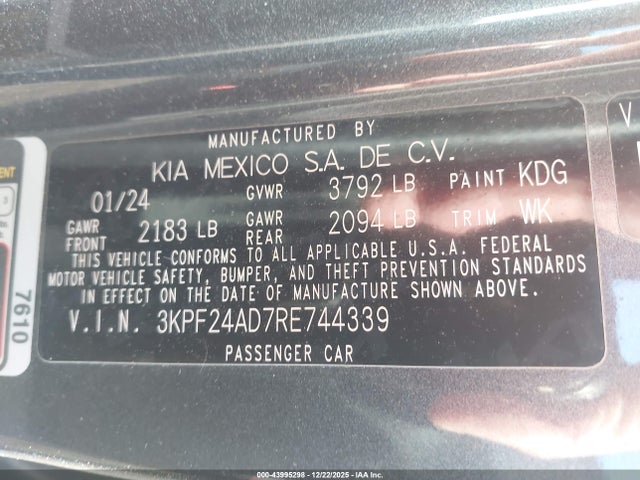 MANUFACTURED BY
KIA MEXICO S.A. DE C.V.
01/24 GVWR 3792 LB PAINT KDG
GAWR FRONT 2183 LB GAWR REAR 2094 LB TRIM WK
THIS VEHICLE CONFORMS TO ALL APPLICABLE U.S.A. FEDERAL
MOTOR VEHICLE SAFETY, BUMPER, AND THEFT PREVENTION STANDARDS
IN EFFECT ON THE DATE OF MANUFACTURE SHOWN ABOVE.
V.I.N. 3KPF24AD7RE744339
PASSENGER CAR
7610
V
000-43995298 - 12/22/2025 - IAA Inc.